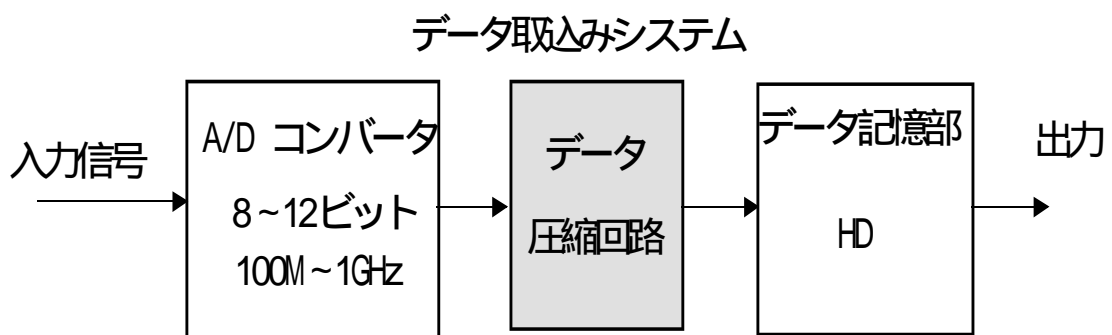 データ取込みシステム
入力信号
A/D コンバータ
8~12ビット
100M~1GHz
データ
圧縮回路
データ記憶部
HD
出力